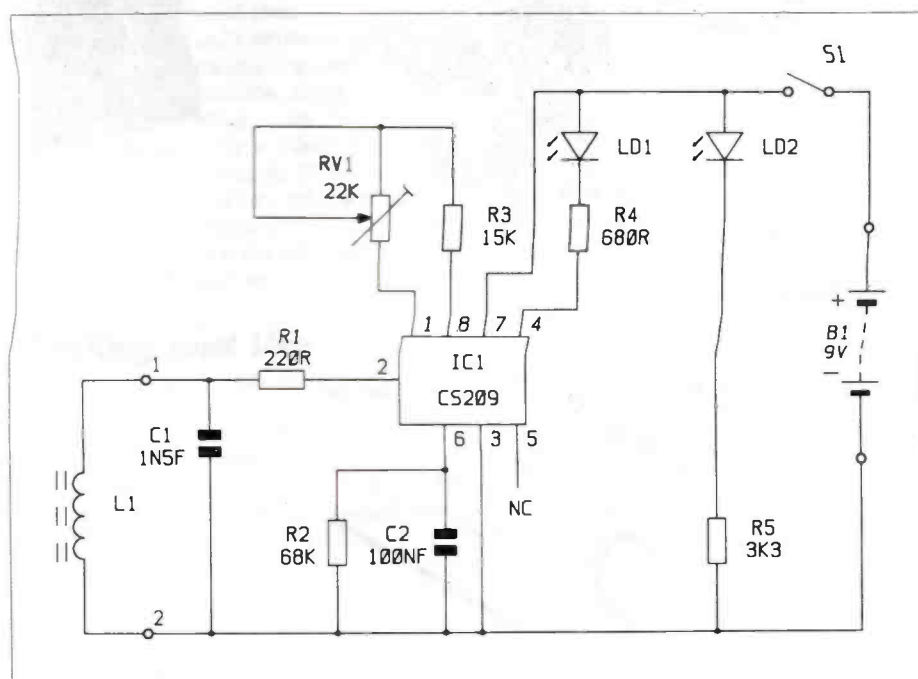 S1
LD1
LD2
RV1
22K
R3
15K
R4
680R
1 8 7 4
+
B1
9V
−
R1
220R
1
2
IC1
CS209
C1
1N5F
6 3 5
L1
NC
R2
68K
C2
100NF
R5
3K3
2